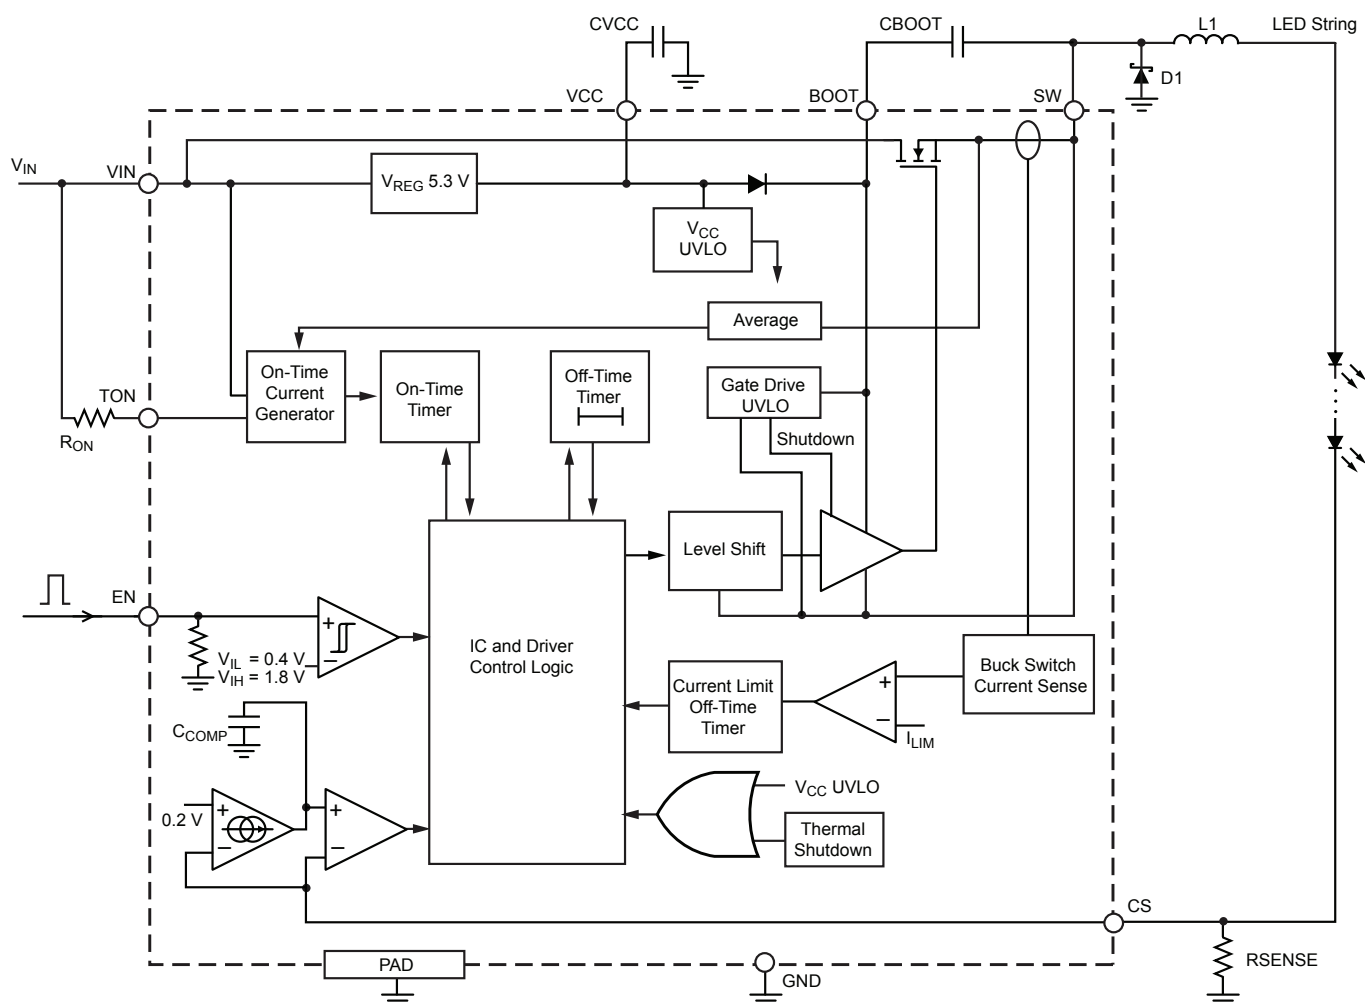 CVCC
CBOOT
L1
LED String
D1
VCC
BOOT
SW
VIN
VIN
VREG 5.3 V
VCC
UVLO
Average
On-Time
Current
Generator
On-Time
Timer
Off-Time
Timer
Gate Drive
UVLO
TON
RON
Shutdown
Level Shift
EN
+
−
VIL = 0.4 V
VIH = 1.8 V
IC and Driver
Control Logic
Buck Switch
Current Sense
Current Limit
Off-Time
Timer
+
−
ILIM
CCOMP
0.2 V
+
−
+
−
VCC UVLO
Thermal
Shutdown
CS
RSENSE
PAD
GND